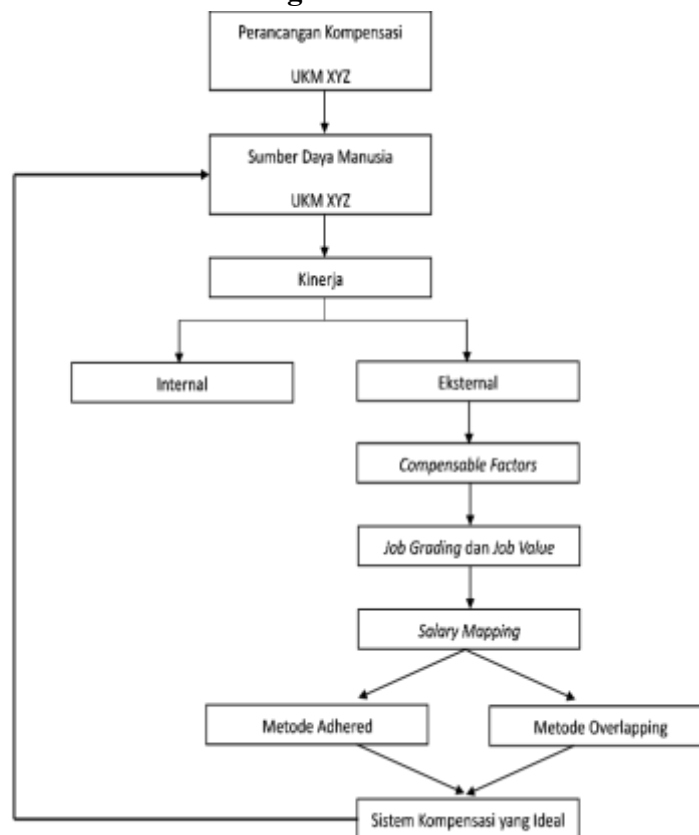 Perancangan Kompensasi
UKM XYZ
Sumber Daya Manusia
UKM XYZ
Kinerja
Internal
Eksternal
Compensable Factors
Job Grading dan Job Value
Salary Mapping
Metode Adhered
Metode Overlapping
Sistem Kompensasi yang Ideal